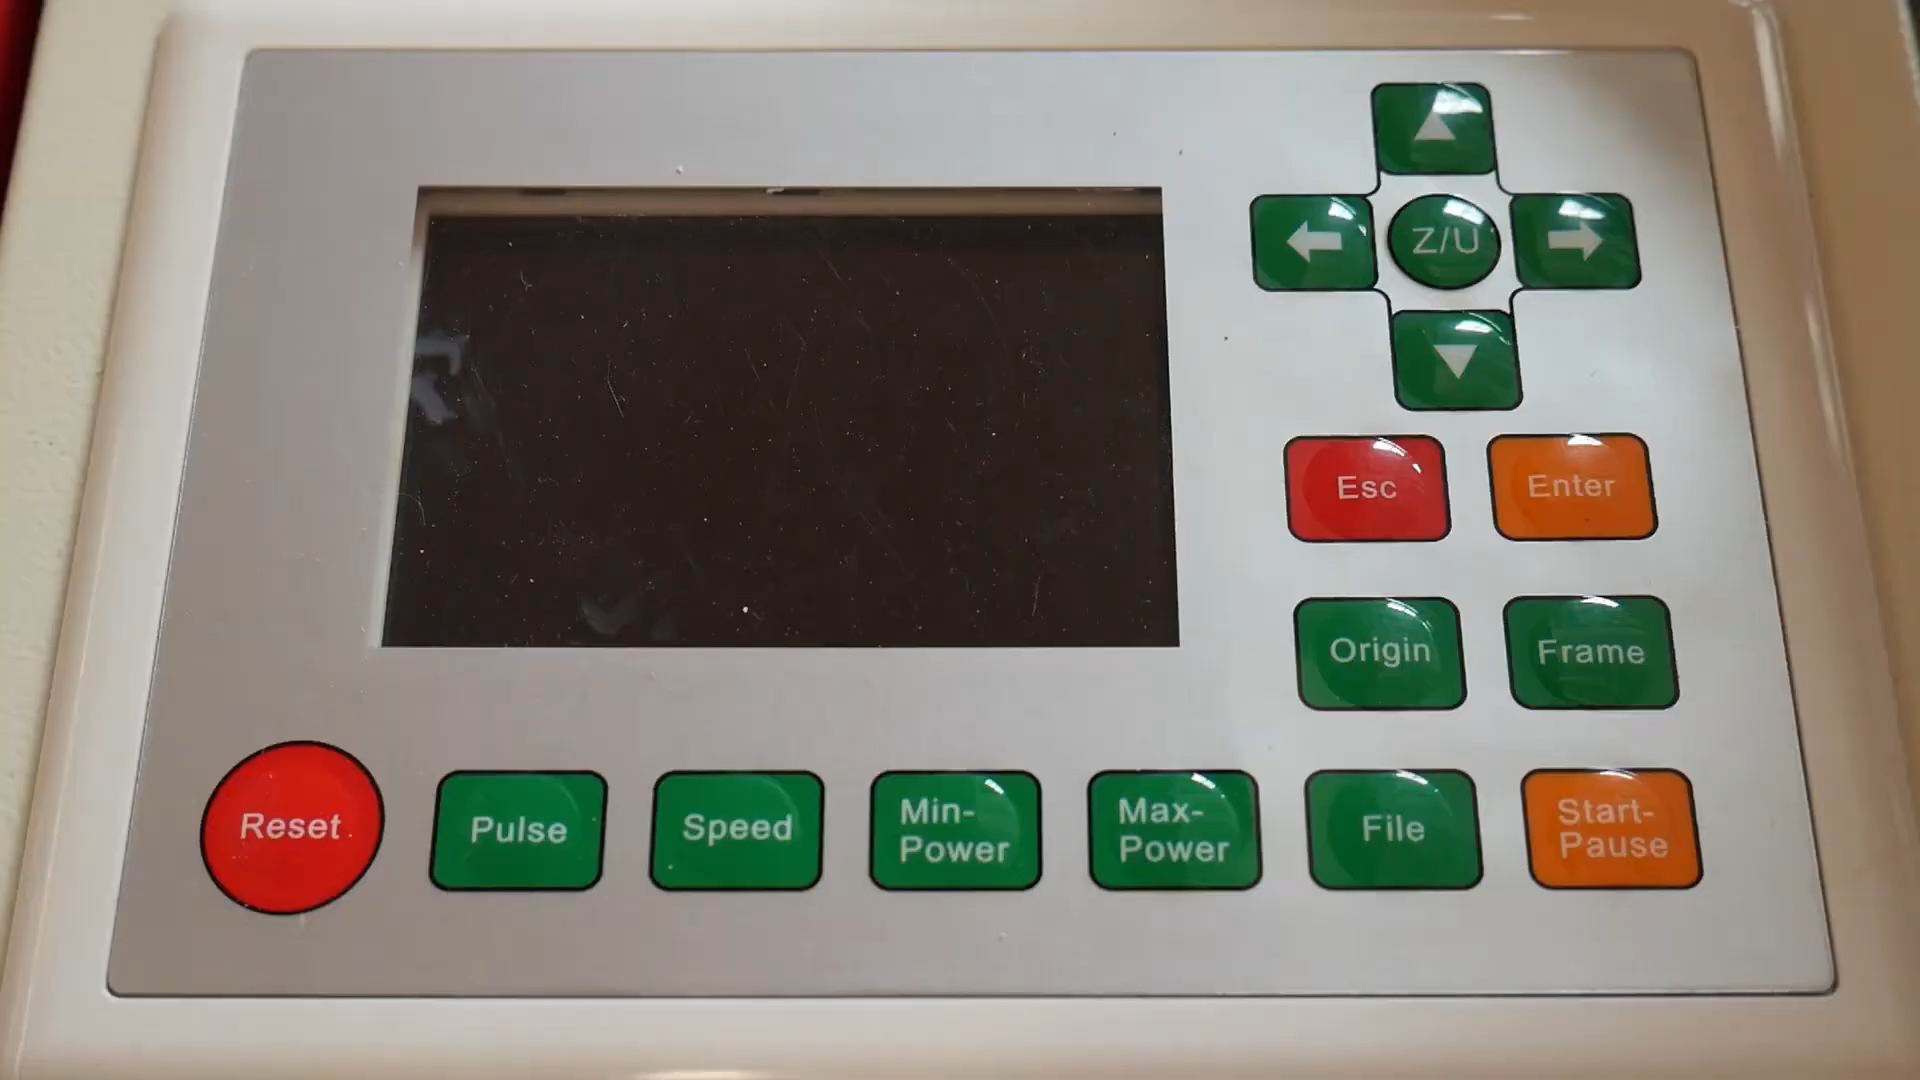 Z/U
Esc
Enter
Origin
Frame
Reset
Pulse
Speed
Min-
Power
Max-
Power
File
Start-
Pause